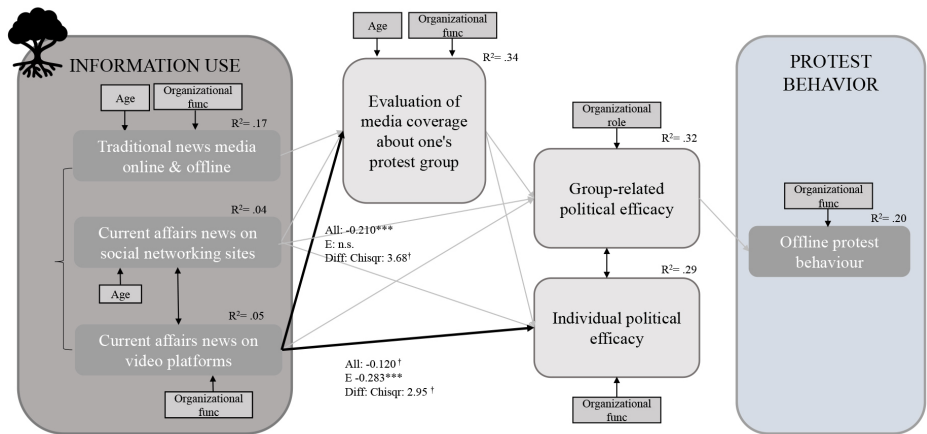 INFORMATION USE
Age
Organizational
func
R²= .17
Traditional news media
online & offline
R²= .04
Current affairs news on
social networking sites
Age
R²= .05
Current affairs news on
video platforms
Organizational
func
Age
Organizational
func
R²= .34
Evaluation of
media coverage
about one's
protest group
All: -0.210***
E: n.s.
Diff: Chisqr: 3.68†
All: -0.120 †
E -0.283***
Diff: Chisqr: 2.95 †
Organizational
role
R²= .32
Group-related
political efficacy
R²= .29
Individual political
efficacy
Organizational
func
PROTEST
BEHAVIOR
Organizational
func
R²= .20
Offline protest
behaviour